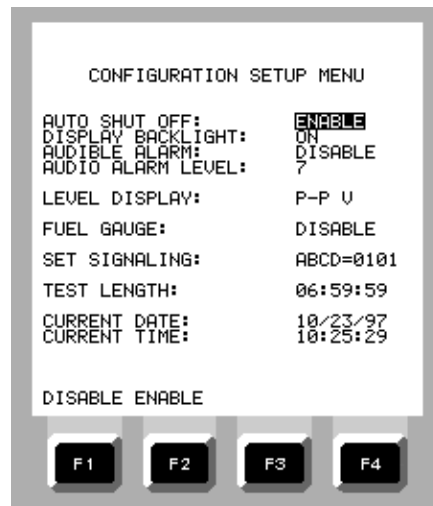 CONFIGURATION SETUP MENU
AUTO SHUT OFF: ENABLE
DISPLAY BACKLIGHT: ON
AUDIBLE ALARM: DISABLE
AUDIO ALARM LEVEL: 7
LEVEL DISPLAY: P-P V
FUEL GAUGE: DISABLE
SET SIGNALING: ABCD=0101
TEST LENGTH: 06:59:59
CURRENT DATE: 10/23/97
CURRENT TIME: 10:25:29
DISABLE ENABLE
F1 F2 F3 F4